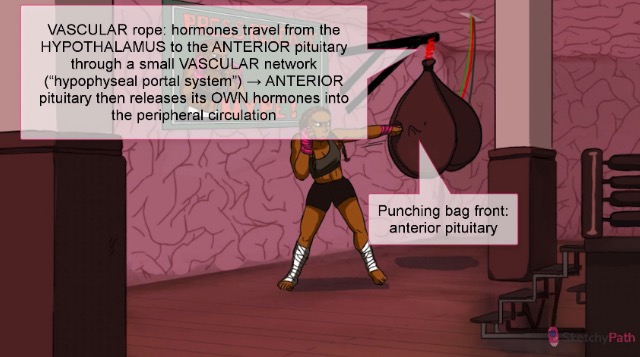 VASCULAR rope: hormones travel from the
HYPOTHALAMUS to the ANTERIOR pituitary
through a small VASCULAR network
(“hypophyseal portal system”) → ANTERIOR
pituitary then releases its OWN hormones into
the peripheral circulation
Punching bag front:
anterior pituitary
SketchyPath